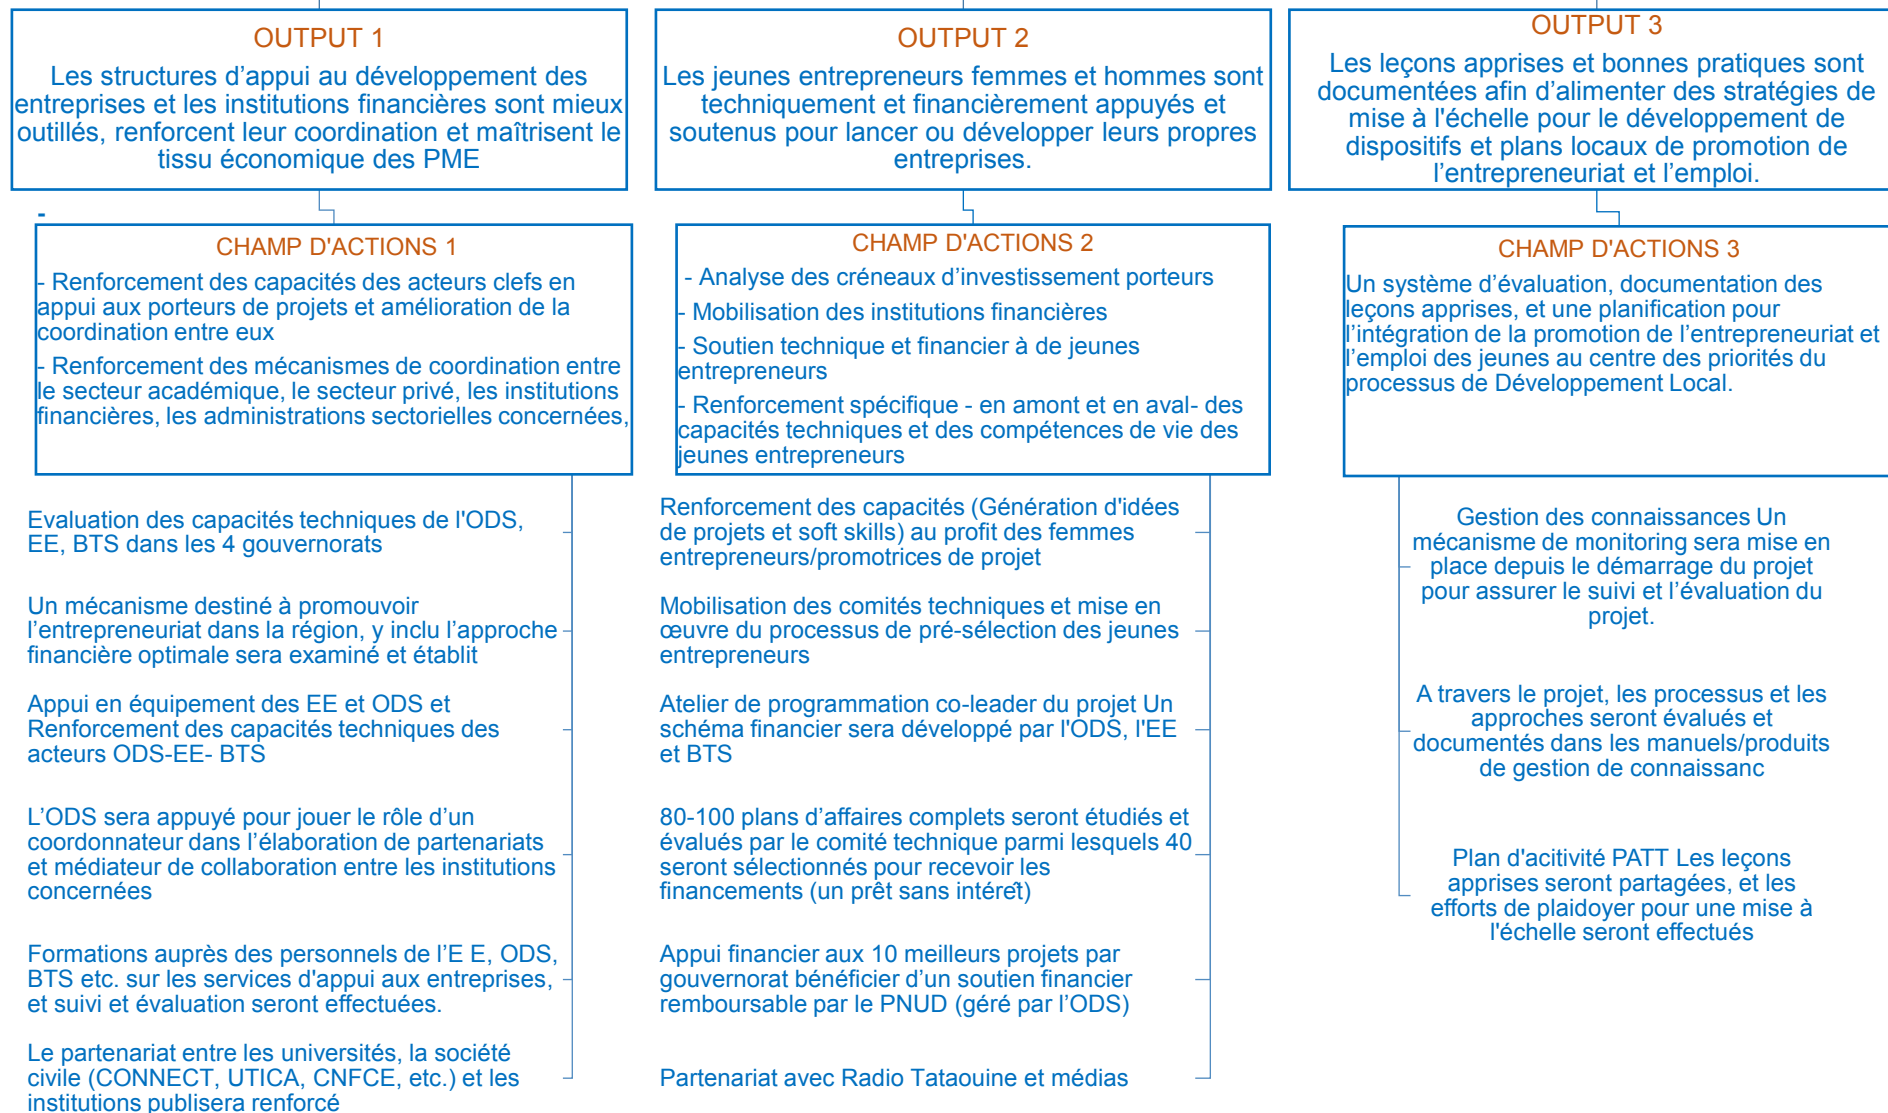 OUTPUT 1
Les structures d’appui au développement des
entreprises et les institutions financières sont mieux
outillés, renforcent leur coordination et maîtrisent le
tissu économique des PME
-
CHAMP D'ACTIONS 1
- Renforcement des capacités des acteurs clefs en
appui aux porteurs de projets et amélioration de la
coordination entre eux
- Renforcement des mécanismes de coordination entre
le secteur académique, le secteur privé, les institutions
financières, les administrations sectorielles concernées,
Evaluation des capacités techniques de l'ODS,
EE, BTS dans les 4 gouvernorats
Un mécanisme destiné à promouvoir
l’entrepreneuriat dans la région, y inclu l’approche
financière optimale sera examiné et établit
Appui en équipement des EE et ODS et
Renforcement des capacités techniques des
acteurs ODS-EE- BTS
L’ODS sera appuyé pour jouer le rôle d’un
coordonnateur dans l’élaboration de partenariats
et médiateur de collaboration entre les institutions
concernées
Formations auprès des personnels de l’E E, ODS,
BTS etc. sur les services d'appui aux entreprises,
et suivi et évaluation seront effectuées.
Le partenariat entre les universités, la société
civile (CONNECT, UTICA, CNFCE, etc.) et les
institutions publisera renforcé
OUTPUT 2
Les jeunes entrepreneurs femmes et hommes sont
techniquement et financièrement appuyés et
soutenus pour lancer ou développer leurs propres
entreprises.
CHAMP D'ACTIONS 2
- Analyse des créneaux d’investissement porteurs
- Mobilisation des institutions financières
- Soutien technique et financier à de jeunes
entrepreneurs
- Renforcement spécifique - en amont et en aval- des
capacités techniques et des compétences de vie des
jeunes entrepreneurs
Renforcement des capacités (Génération d'idées
de projets et soft skills) au profit des femmes
entrepreneurs/promotrices de projet
Mobilisation des comités techniques et mise en
œuvre du processus de pré-sélection des jeunes
entrepreneurs
Atelier de programmation co-leader du projet Un
schéma financier sera développé par l'ODS, l'EE
et BTS
80-100 plans d’affaires complets seront étudiés et
évalués par le comité technique parmi lesquels 40
seront sélectionnés pour recevoir les
financements (un prêt sans intérêt)
Appui financier aux 10 meilleurs projets par
gouvernorat bénéficier d’un soutien financier
remboursable par le PNUD (géré par l’ODS)
Partenariat avec Radio Tataouine et médias
OUTPUT 3
Les leçons apprises et bonnes pratiques sont
documentées afin d’alimenter des stratégies de
mise à l'échelle pour le développement de
dispositifs et plans locaux de promotion de
l’entrepreneuriat et l’emploi.
CHAMP D'ACTIONS 3
Un système d’évaluation, documentation des
leçons apprises, et une planification pour
l’intégration de la promotion de l’entrepreneuriat et
l’emploi des jeunes au centre des priorités du
processus de Développement Local.
Gestion des connaissances Un
mécanisme de monitoring sera mise en
place depuis le démarrage du projet
pour assurer le suivi et l’évaluation du
projet.
A travers le projet, les processus et les
approches seront évalués et
documentés dans les manuels/produits
de gestion de connaissanc
Plan d'acitivité PATT Les leçons
apprises seront partagées, et les
efforts de plaidoyer pour une mise à
l'échelle seront effectués